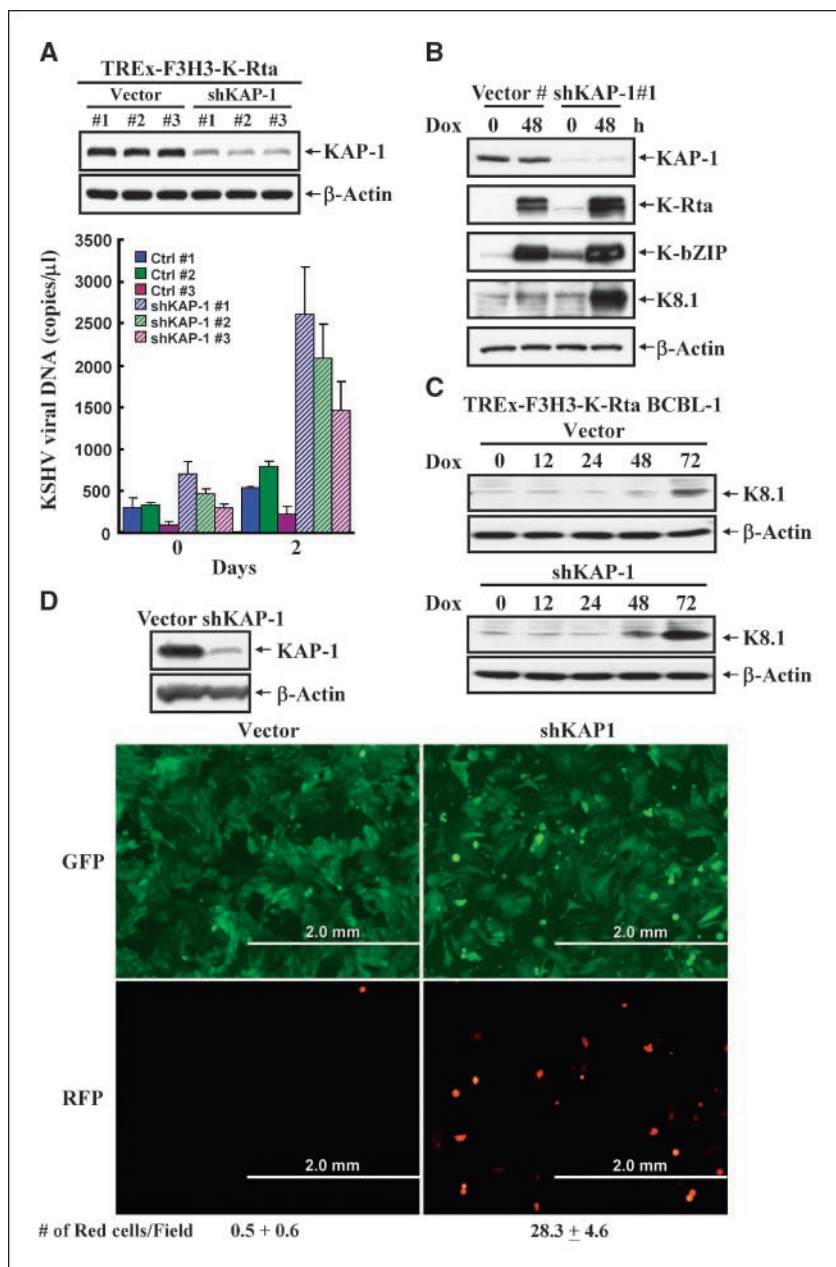 A
TREx-F3H3-K-Rta
Vector shKAP-1
#1 #2 #3 #1 #2 #3
←KAP-1
←β-Actin
KSHV viral DNA (copies/μl)
3500
3000
2500
2000
1500
1000
500
0
Ctrl #1
Ctrl #2
Ctrl #3
shKAP-1 #1
shKAP-1 #2
shKAP-1 #3
0 2
Days
B
Vector # shKAP-1#1
Dox 0 48 0 48 h
←KAP-1
←K-Rta
←K-bZIP
←K8.1
←β-Actin
C
TREx-F3H3-K-Rta BCBL-1
Vector
Dox 0 12 24 48 72
←K8.1
←β-Actin
shKAP-1
Dox 0 12 24 48 72
←K8.1
←β-Actin
D
Vector shKAP-1
←KAP-1
←β-Actin
Vector shKAP1
GFP
2.0 mm 2.0 mm
RFP
2.0 mm 2.0 mm
# of Red cells/Field 0.5 + 0.6 28.3 ± 4.6